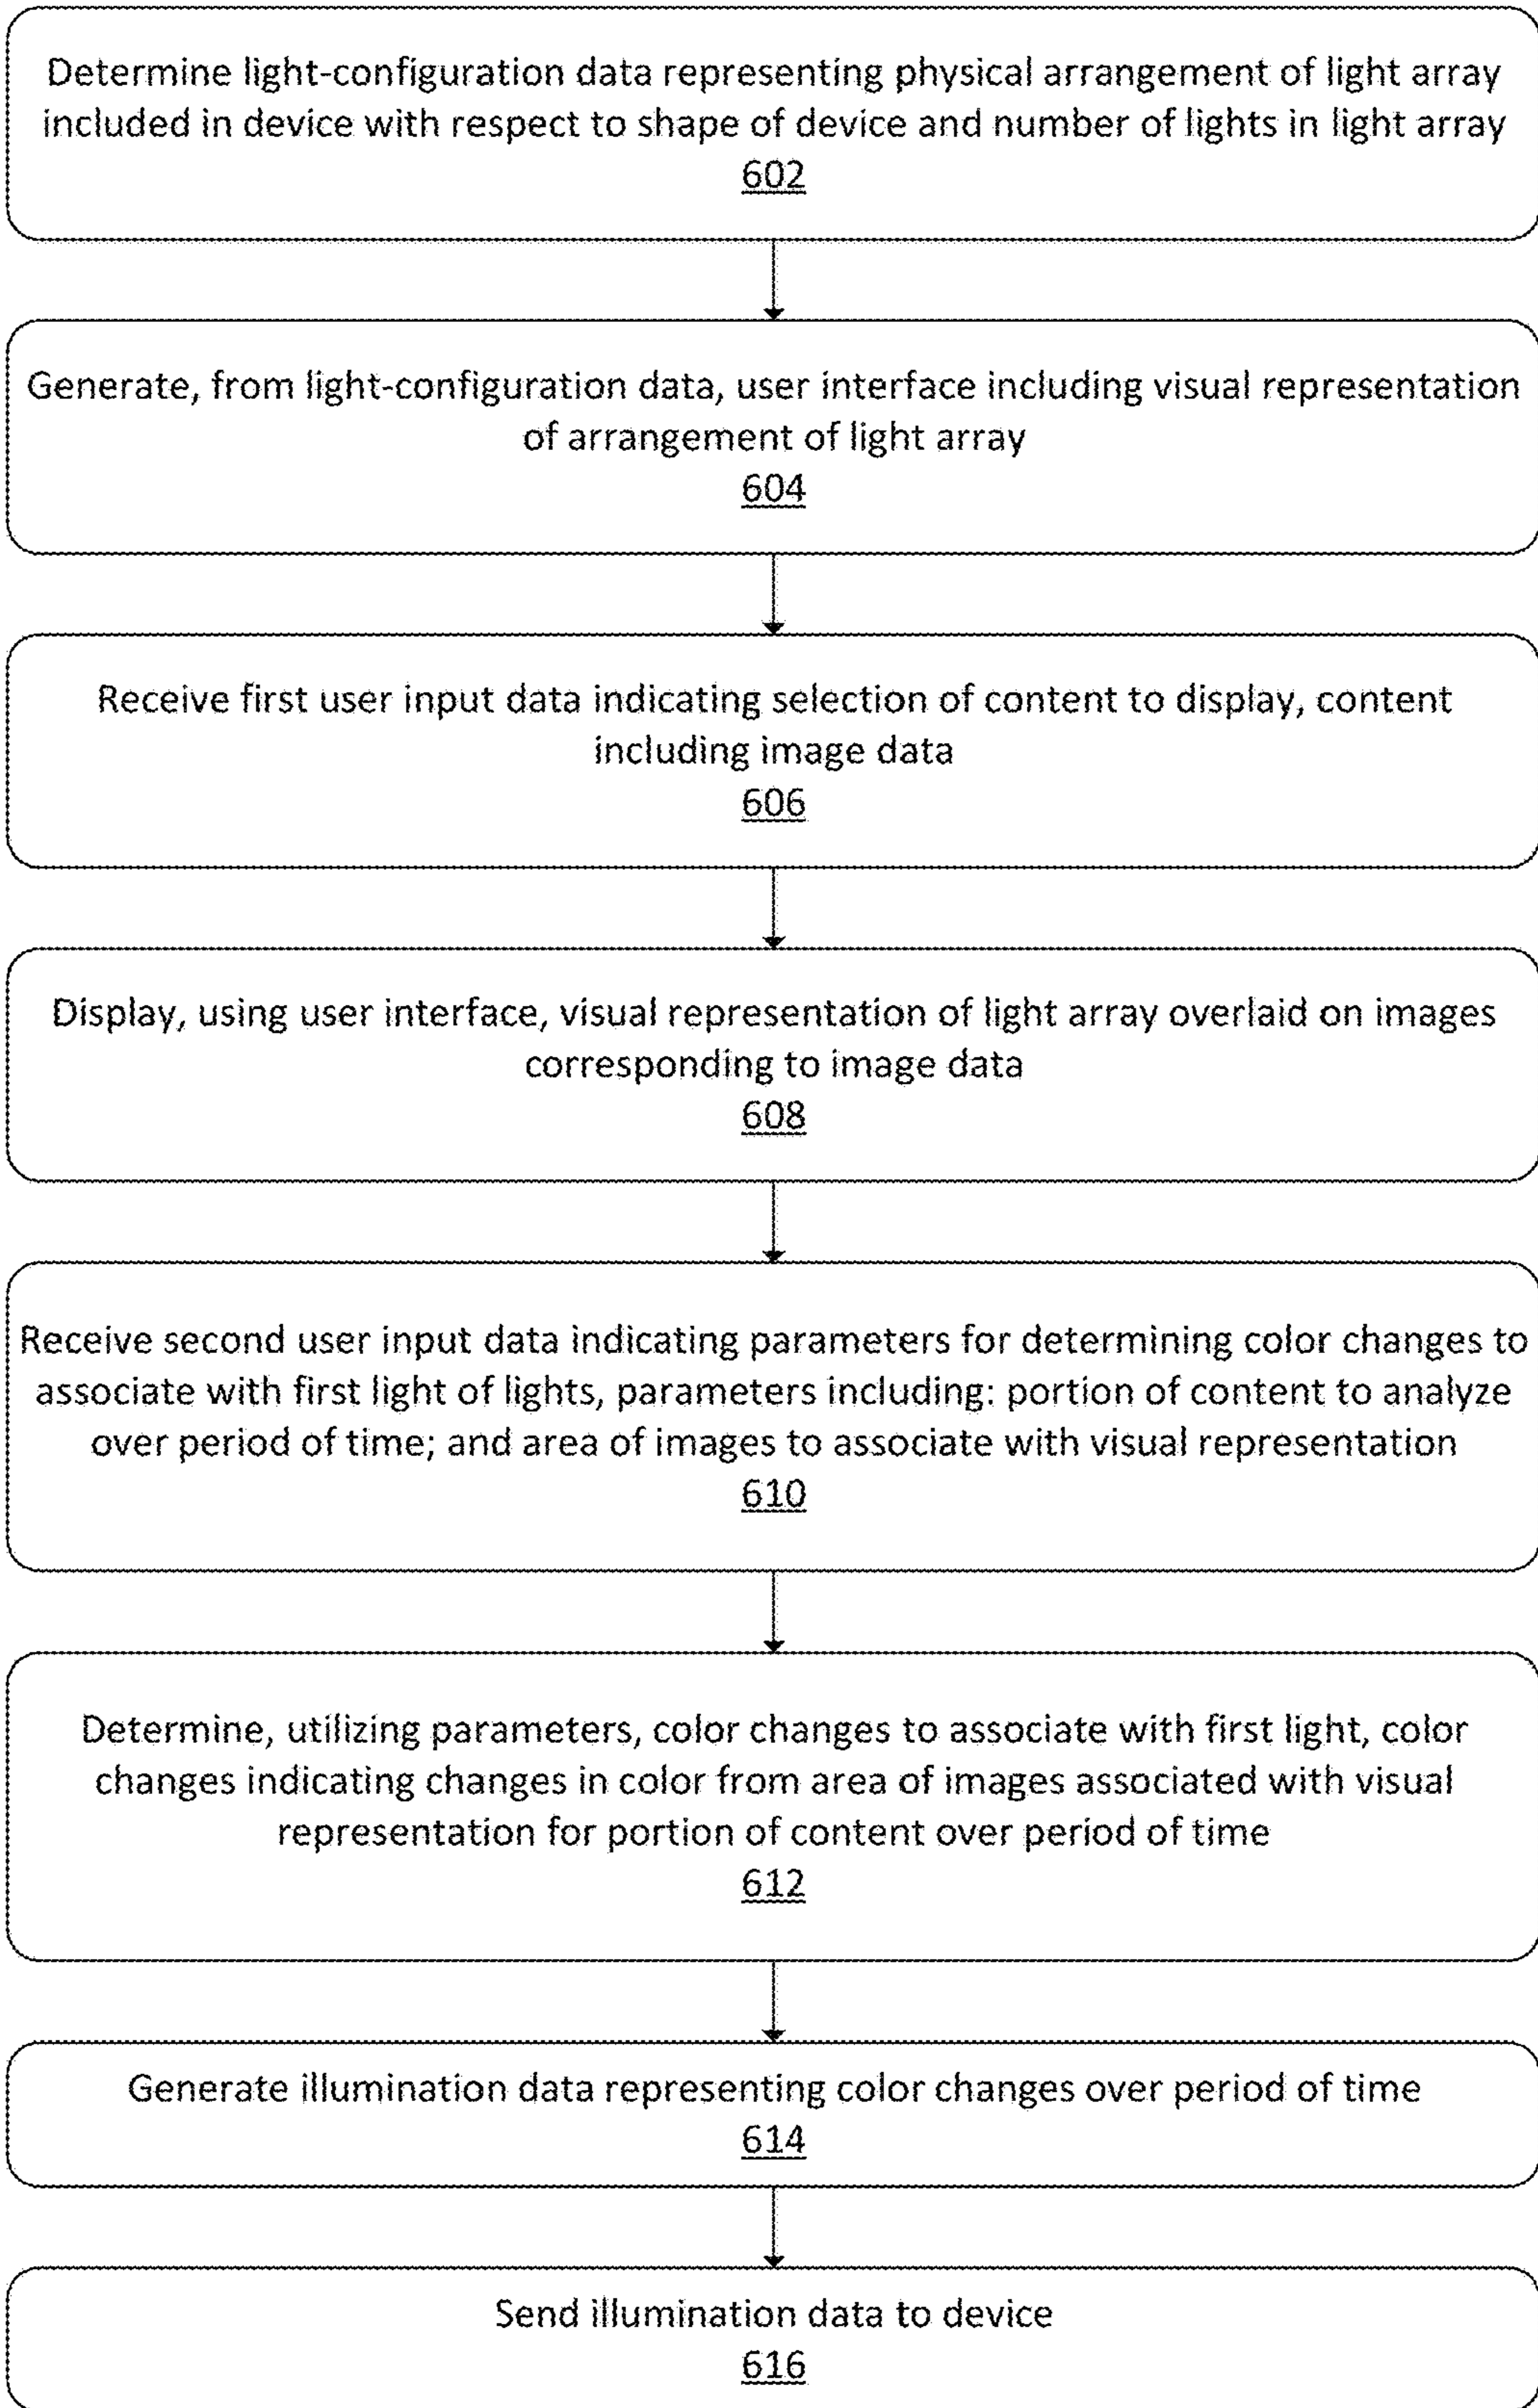 Determine light-configuration data representing physical arrangement of light array
included in device with respect to shape of device and number of lights in light array
602
Generate, from light-configuration data, user interface including visual representation
of arrangement of light array
604
Receive first user input data indicating selection of content to display, content
including image data
606
Display, using user interface, visual representation of light array overlaid on images
corresponding to image data
608
Receive second user input data indicating parameters for determining color changes to
associate with first light of lights, parameters including: portion of content to analyze
over period of time; and area of images to associate with visual representation
610
Determine, utilizing parameters, color changes to associate with first light, color
changes indicating changes in color from area of images associated with visual
representation for portion of content over period of time
612
Generate illumination data representing color changes over period of time
614
Send illumination data to device
616